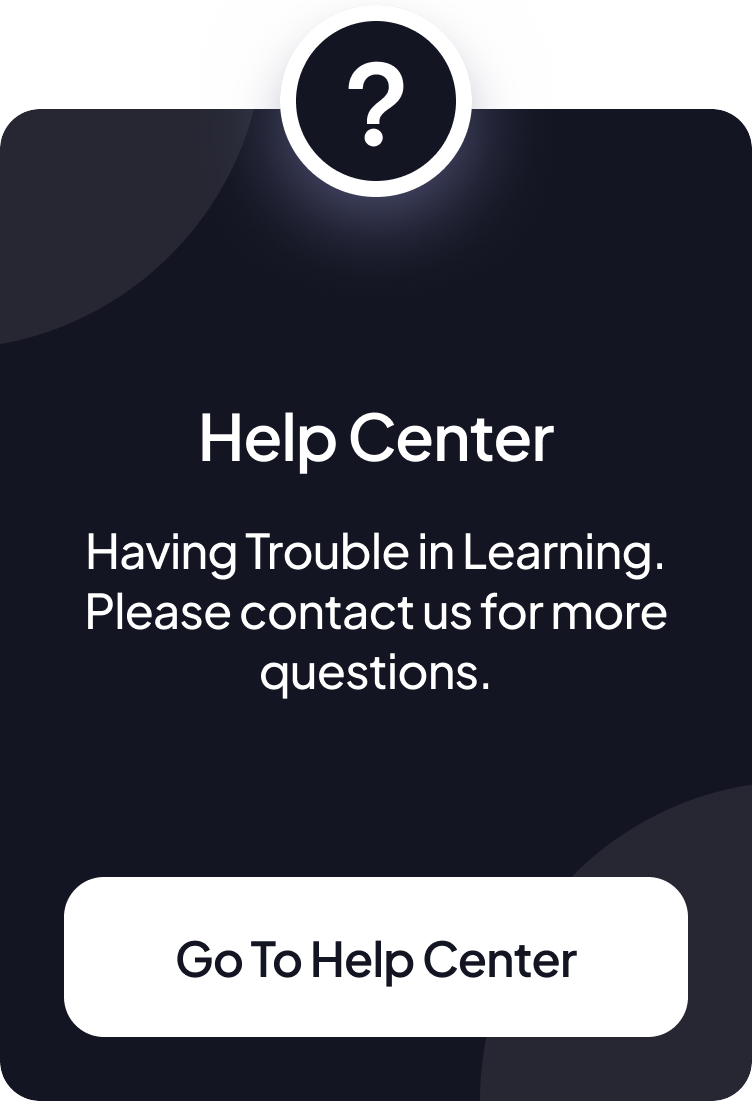 ?
Help Center
Having Trouble in Learning.
Please contact us for more
questions.
Go To Help Center